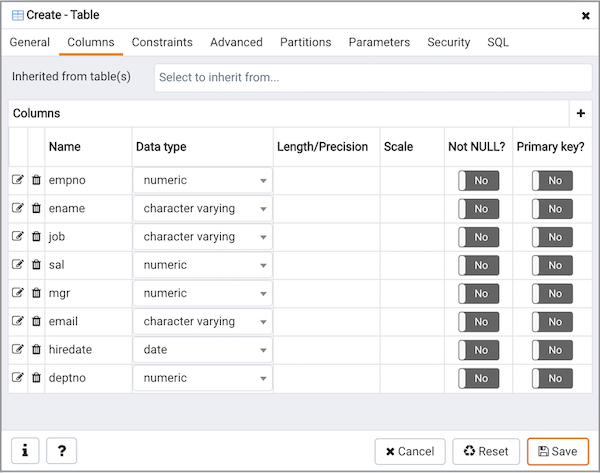 Create - Table
General Columns Constraints Advanced Partitions Parameters Security SQL
Inherited from table(s) Select to inherit from...
Columns
Name Data type Length/Precision Scale Not NULL? Primary key?
empno numeric No No
ename character varying No No
job character varying No No
sal numeric No No
mgr numeric No No
email character varying No No
hiredate date No No
deptno numeric No No
i ? Cancel Reset Save